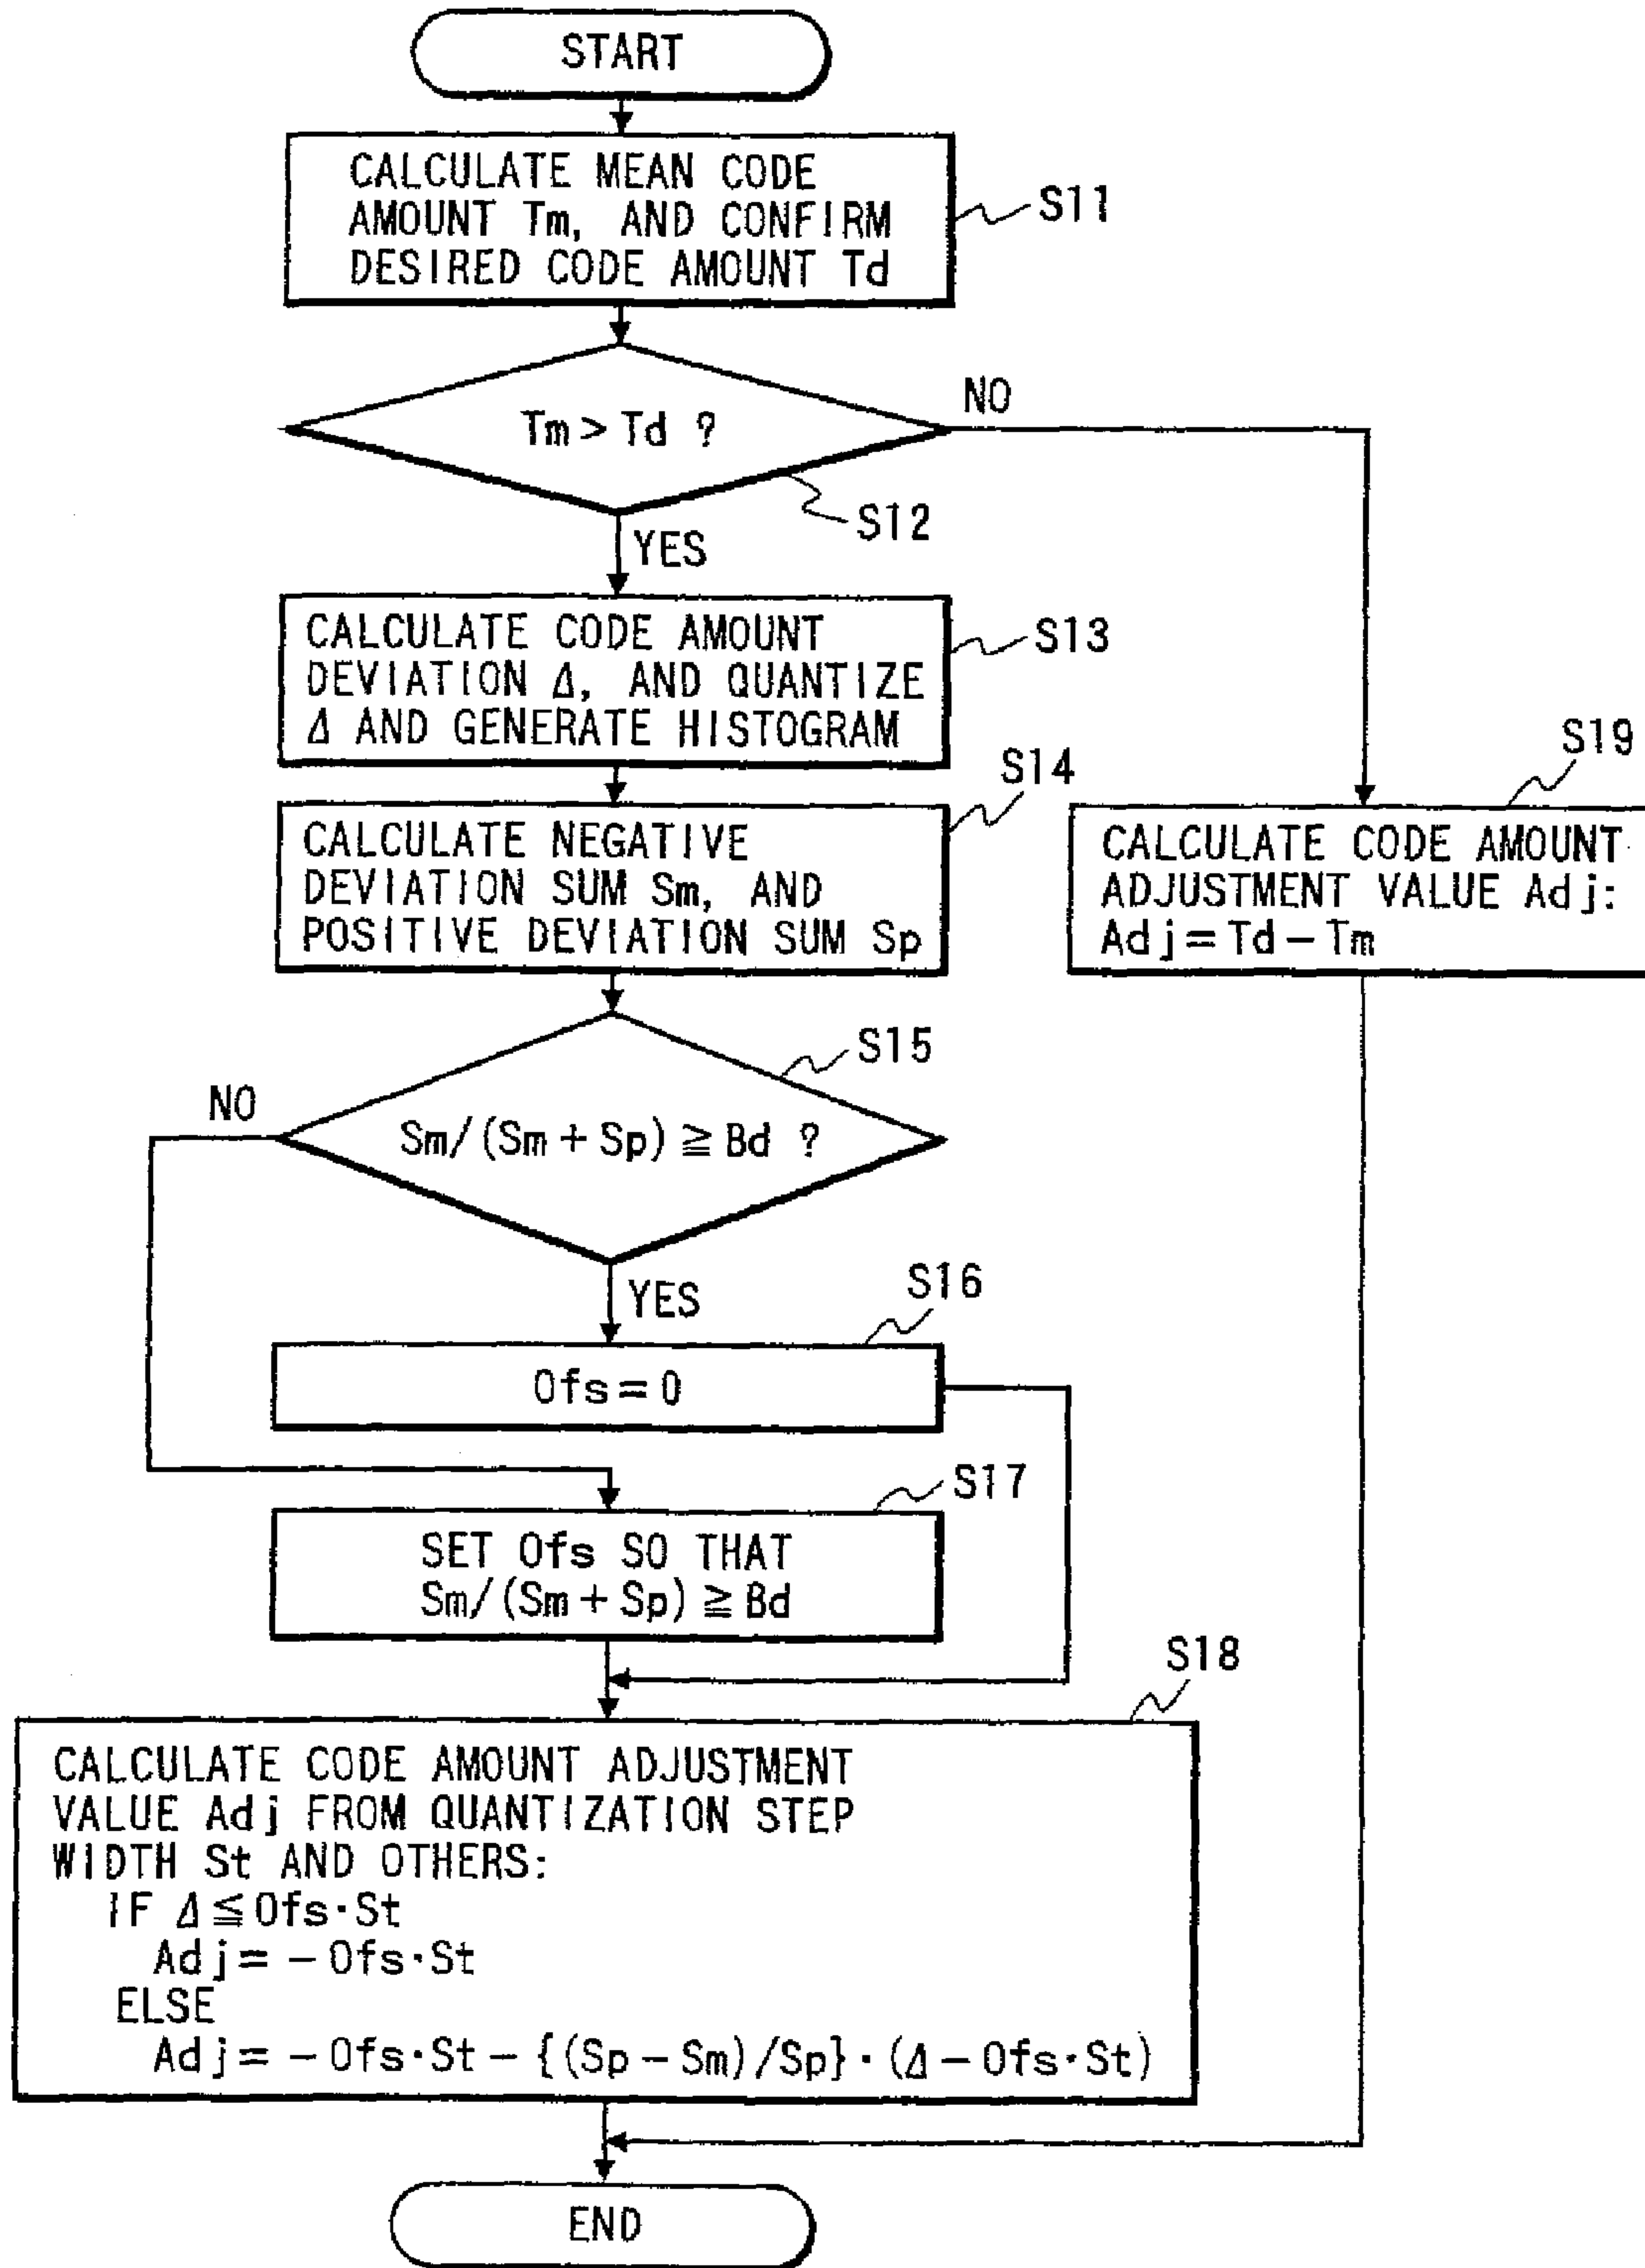 START
CALCULATE MEAN CODE
AMOUNT Tm, AND CONFIRM
DESIRED CODE AMOUNT Td
S11
Tm > Td ?
NO
S12
YES
CALCULATE CODE AMOUNT
DEVIATION Δ, AND QUANTIZE
Δ AND GENERATE HISTOGRAM
S13
CALCULATE NEGATIVE
DEVIATION SUM Sm, AND
POSITIVE DEVIATION SUM Sp
S14
S19
CALCULATE CODE AMOUNT
ADJUSTMENT VALUE Adj:
Adj = Td – Tm
S15
NO
Sm/(Sm + Sp) ≧ Bd ?
YES
S16
Ofs = 0
S17
SET Ofs SO THAT
Sm/(Sm + Sp) ≧ Bd
S18
CALCULATE CODE AMOUNT ADJUSTMENT
VALUE Adj FROM QUANTIZATION STEP
WIDTH St AND OTHERS:
IF Δ ≦ Ofs·St
Adj = – Ofs·St
ELSE
Adj = – Ofs·St – {(Sp – Sm)/Sp}·(Δ – Ofs·St)
END